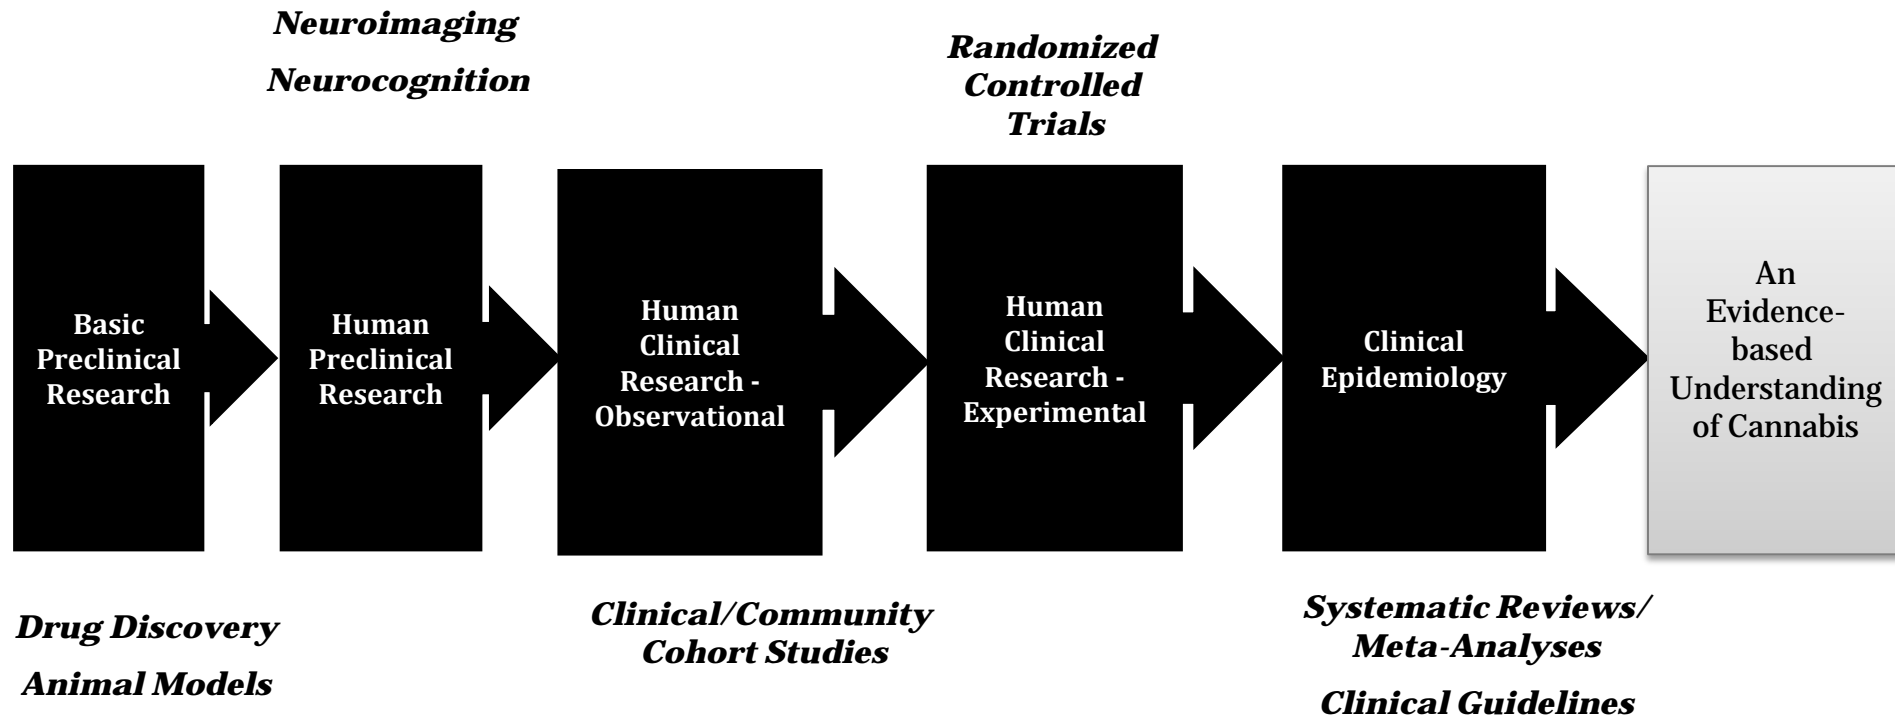 Neuroimaging
Neurocognition
Randomized
Controlled
Trials
Basic
Preclinical
Research
Human
Preclinical
Research
Human
Clinical
Research -
Observational
Human
Clinical
Research -
Experimental
Clinical
Epidemiology
An
Evidence-
based
Understanding
of Cannabis
Drug Discovery
Animal Models
Clinical/Community
Cohort Studies
Systematic Reviews/
Meta-Analyses
Clinical Guidelines